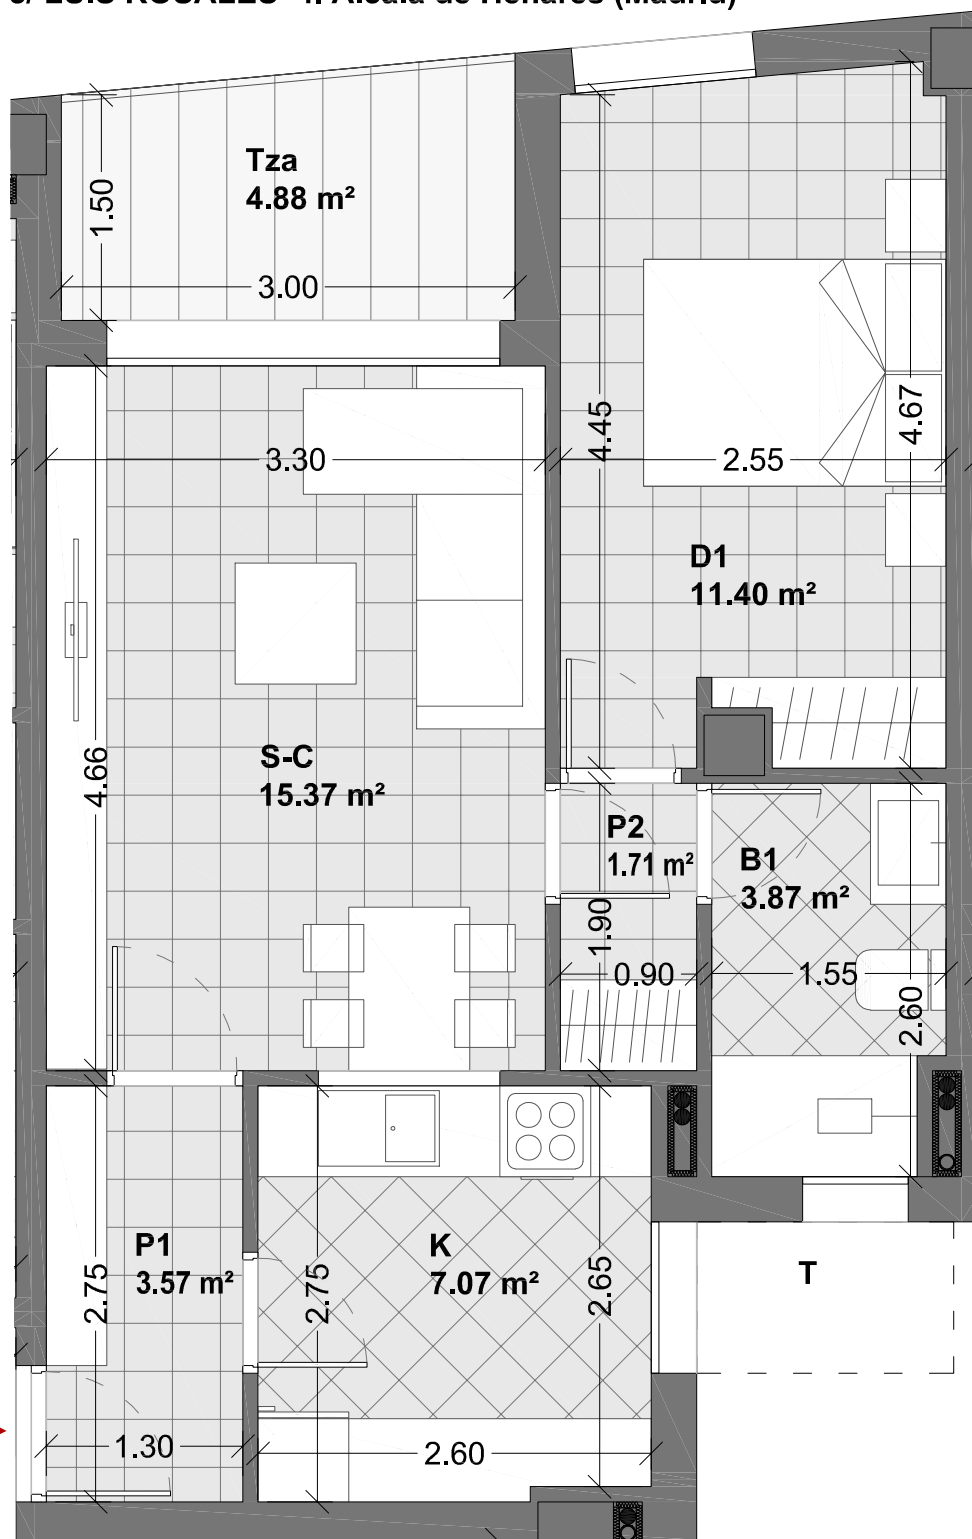 Tza
4.88 m²
1.50
3.00
3.30
4.45
2.55
4.67
D1
11.40 m²
S-C
15.37 m²
4.66
P2
1.71 m²
B1
3.87 m²
1.90
0.90
1.55
2.60
P1
3.57 m²
2.75
K
7.07 m²
2.75
2.65
T
1.30
2.60